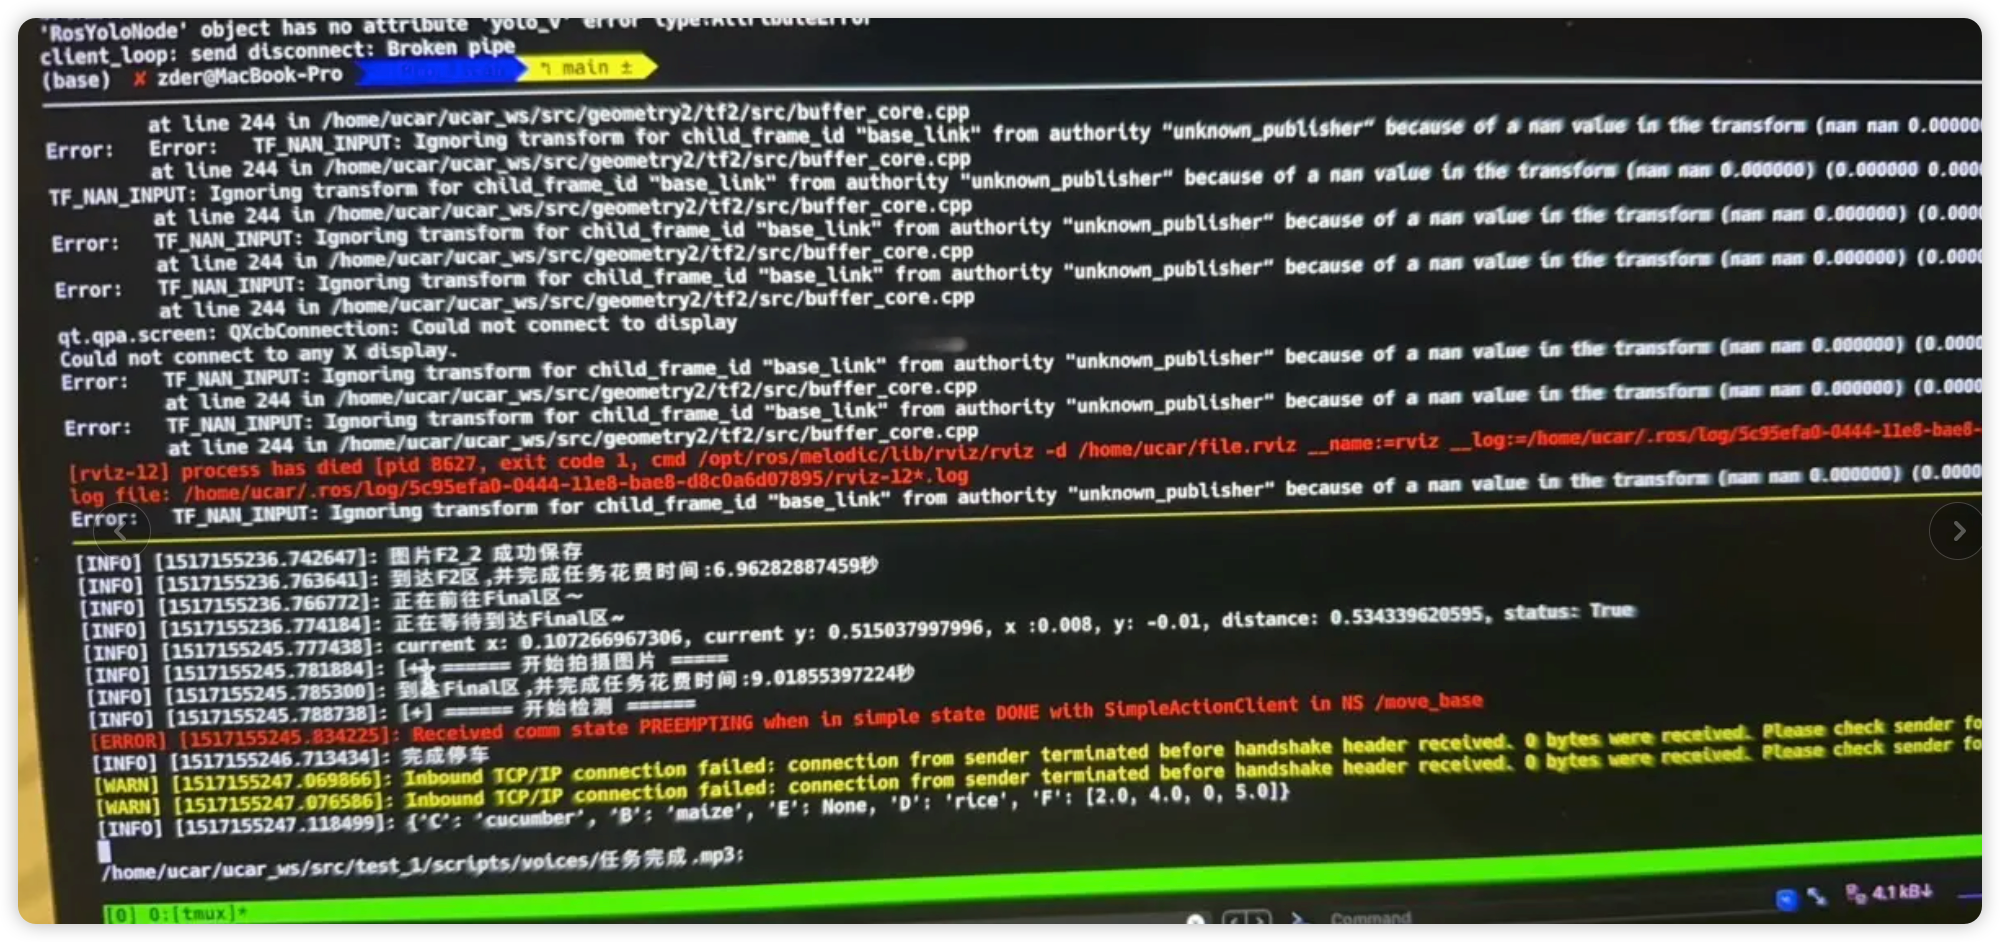 'RosYoloNode' object has no attribute 'yolo_v' error type:AttributeError
client_loop: send disconnect: Broken pipe
(base) ✘ zder@MacBook-Pro main ±
at line 244 in /home/ucar/ucar_ws/src/geometry2/tf2/src/buffer_core.cpp
Error: Error: TF_NAN_INPUT: Ignoring transform for child_frame_id "base_link" from authority "unknown_publisher" because of a nan value in the transform (nan nan 0.00000
at line 244 in /home/ucar/ucar_ws/src/geometry2/tf2/src/buffer_core.cpp
TF_NAN_INPUT: Ignoring transform for child_frame_id "base_link" from authority "unknown_publisher" because of a nan value in the transform (nan nan 0.000000) (0.000000 0.000
at line 244 in /home/ucar/ucar_ws/src/geometry2/tf2/src/buffer_core.cpp
Error: TF_NAN_INPUT: Ignoring transform for child_frame_id "base_link" from authority "unknown_publisher" because of a nan value in the transform (nan nan 0.000000) (0.000
at line 244 in /home/ucar/ucar_ws/src/geometry2/tf2/src/buffer_core.cpp
Error: TF_NAN_INPUT: Ignoring transform for child_frame_id "base_link" from authority "unknown_publisher" because of a nan value in the transform (nan nan 0.000000) (0.000
at line 244 in /home/ucar/ucar_ws/src/geometry2/tf2/src/buffer_core.cpp
qt.qpa.screen: QXcbConnection: Could not connect to display
Could not connect to any X display.
Error: TF_NAN_INPUT: Ignoring transform for child_frame_id "base_link" from authority "unknown_publisher" because of a nan value in the transform (nan nan 0.000000) (0.0000
at line 244 in /home/ucar/ucar_ws/src/geometry2/tf2/src/buffer_core.cpp
Error: TF_NAN_INPUT: Ignoring transform for child_frame_id "base_link" from authority "unknown_publisher" because of a nan value in the transform (nan nan 0.000000) (0.0000
at line 244 in /home/ucar/ucar_ws/src/geometry2/tf2/src/buffer_core.cpp
[rviz-12] process has died [pid 8627, exit code 1, cmd /opt/ros/melodic/lib/rviz/rviz -d /home/ucar/file.rviz __name:=rviz __log:=/home/ucar/.ros/log/5c95efa0-0444-11e8-bae8-
log file: /home/ucar/.ros/log/5c95efa0-0444-11e8-bae8-d8c0a6d07895/rviz-12*.log
Error: TF_NAN_INPUT: Ignoring transform for child_frame_id "base_link" from authority "unknown_publisher" because of a nan value in the transform (nan nan 0.000000) (0.0000
[INFO] [1517155236.742647]: 图片F2_2 成功保存
[INFO] [1517155236.763641]: 到达F2区,并完成任务花费时间:6.96282887459秒
[INFO] [1517155236.766772]: 正在前往Final区~
[INFO] [1517155236.774184]: 正在等待到达Final区~
[INFO] [1517155245.777438]: current x: 0.107266967306, current y: 0.515037997996, x :0.008, y: -0.01, distance: 0.534339620595, status: True
[INFO] [1517155245.781884]: [+] ====== 开始拍摄图片 =====
[INFO] [1517155245.785300]: 到达Final区,并完成任务花费时间:9.01855397224秒
[INFO] [1517155245.788738]: [+] ====== 开始检测 ======
[ERROR] [1517155245.834225]: Received comm state PREEMPTING when in simple state DONE with SimpleActionClient in NS /move_base
[INFO] [1517155246.713434]: 完成停车
[WARN] [1517155247.069866]: Inbound TCP/IP connection failed: connection from sender terminated before handshake header received. 0 bytes were received. Please check sender fo
[WARN] [1517155247.076586]: Inbound TCP/IP connection failed: connection from sender terminated before handshake header received. 0 bytes were received. Please check sender fo
[INFO] [1517155247.118499]: {'C': 'cucumber', 'B': 'maize', 'E': None, 'D': 'rice', 'F': [2.0, 4.0, 0, 5.0]}
/home/ucar/ucar_ws/src/test_1/scripts/voices/任务完成.mp3:
[0] 0:[tmux]*
4.1 kB↓
Command